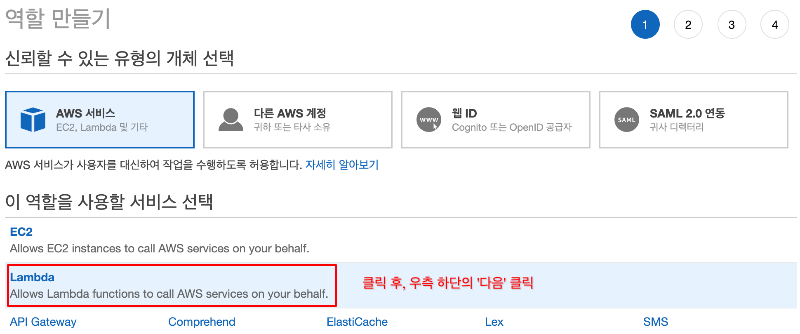 역할 만들기
1 2 3 4
신뢰할 수 있는 유형의 개체 선택
AWS 서비스
EC2, Lambda 및 기타
다른 AWS 계정
귀하 또는 타사 소유
WWW
웹 ID
Cognito 또는 OpenID 공급자
SAML
SAML 2.0 연동
귀사 디렉터리
AWS 서비스가 사용자를 대신하여 작업을 수행하도록 허용합니다. 자세히 알아보기
이 역할을 사용할 서비스 선택
EC2
Allows EC2 instances to call AWS services on your behalf.
Lambda
Allows Lambda functions to call AWS services on your behalf.
클릭 후, 우측 하단의 '다음' 클릭
API Gateway Comprehend ElastiCache Lex SMS